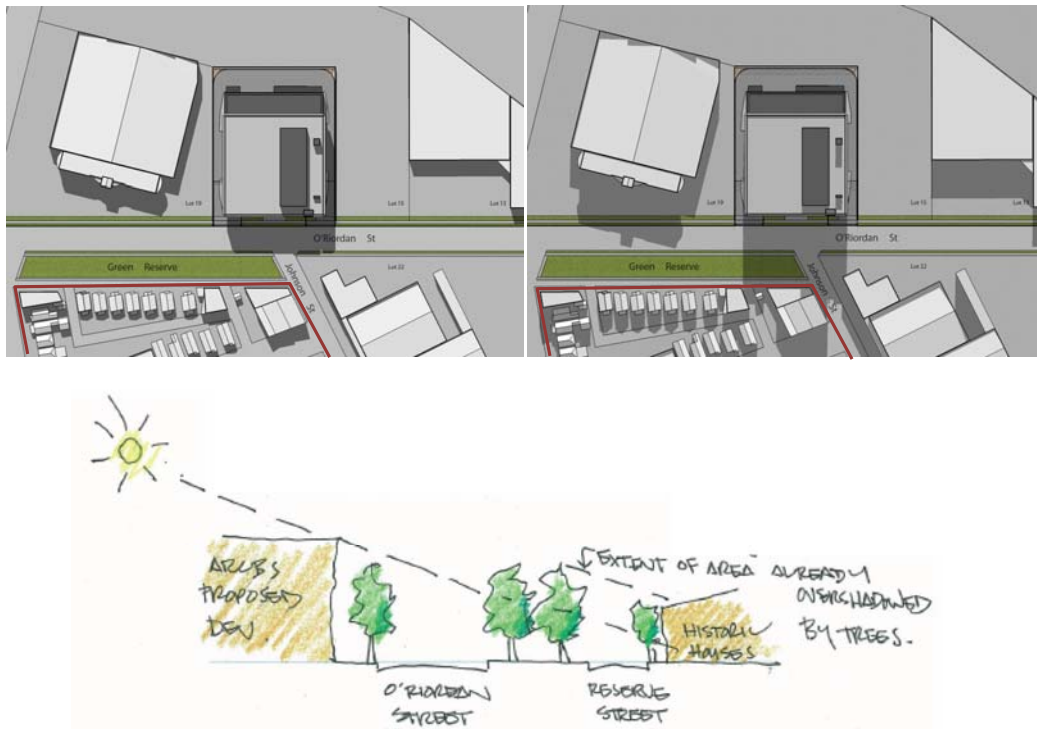 Lot 19
Lot 15
Lot 13
O'Riordan St
Green Reserve
Johnson St
Lot 22
Lot 19
Lot 15
Lot 13
O'Riordan St
Green Reserve
Johnson St
Lot 22
PROPOSED
DEV
EXTENT OF AREA ALREADY
OVERSHADOWED
BY TREES.
HISTORIC
HOUSES
O'RIORDAN
STREET
RESERVE
STREET